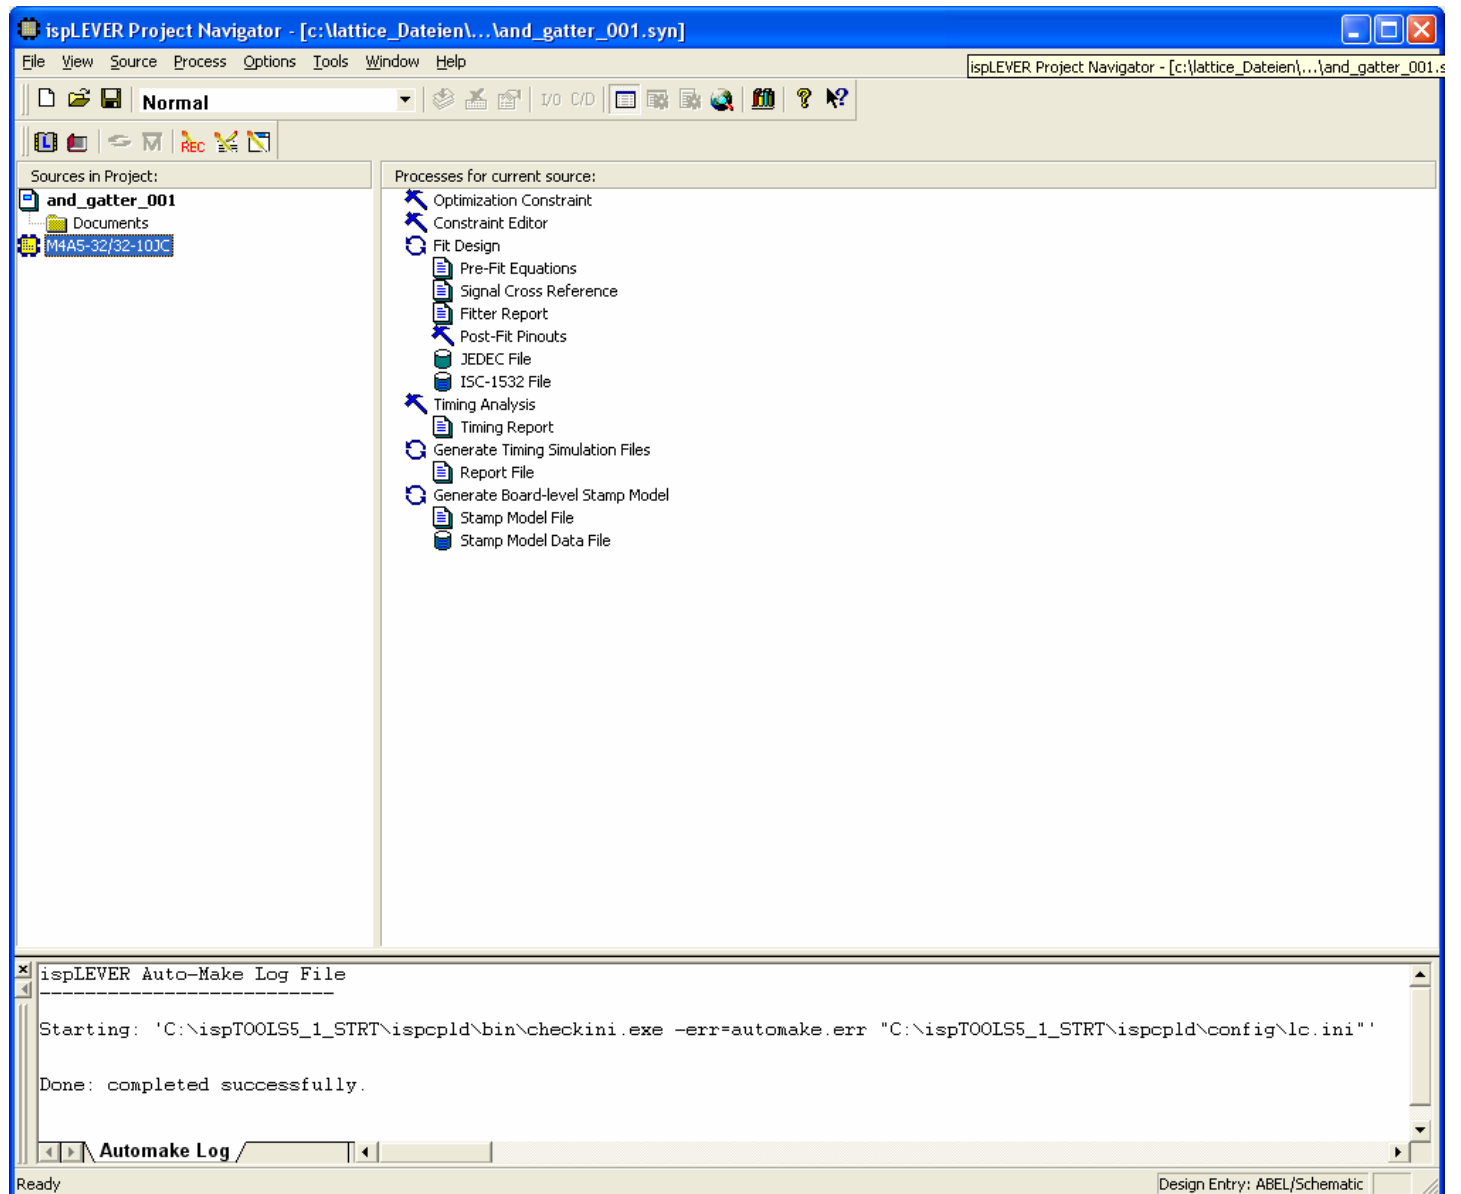 ispLEVER Project Navigator - [c:\lattice_Dateien\...\and_gatter_001.syn]
File View Source Process Options Tools Window Help
ispLEVER Project Navigator - [c:\lattice_Dateien\...\and_gatter_001.s
Normal
I/O C/D
L
REC
Sources in Project:
and_gatter_001
Documents
M4A5-32/32-10JC
Processes for current source:
Optimization Constraint
Constraint Editor
Fit Design
Pre-Fit Equations
Signal Cross Reference
Fitter Report
Post-Fit Pinouts
JEDEC File
ISC-1532 File
Timing Analysis
Timing Report
Generate Timing Simulation Files
Report File
Generate Board-level Stamp Model
Stamp Model File
Stamp Model Data File
ispLEVER Auto-Make Log File
--------------------------
Starting: 'C:\ispTOOLS5_1_STRT\ispcpld\bin\checkini.exe -err=automake.err "C:\ispTOOLS5_1_STRT\ispcpld\config\lc.ini"'
Done: completed successfully.
Automake Log
Ready
Design Entry: ABEL/Schematic